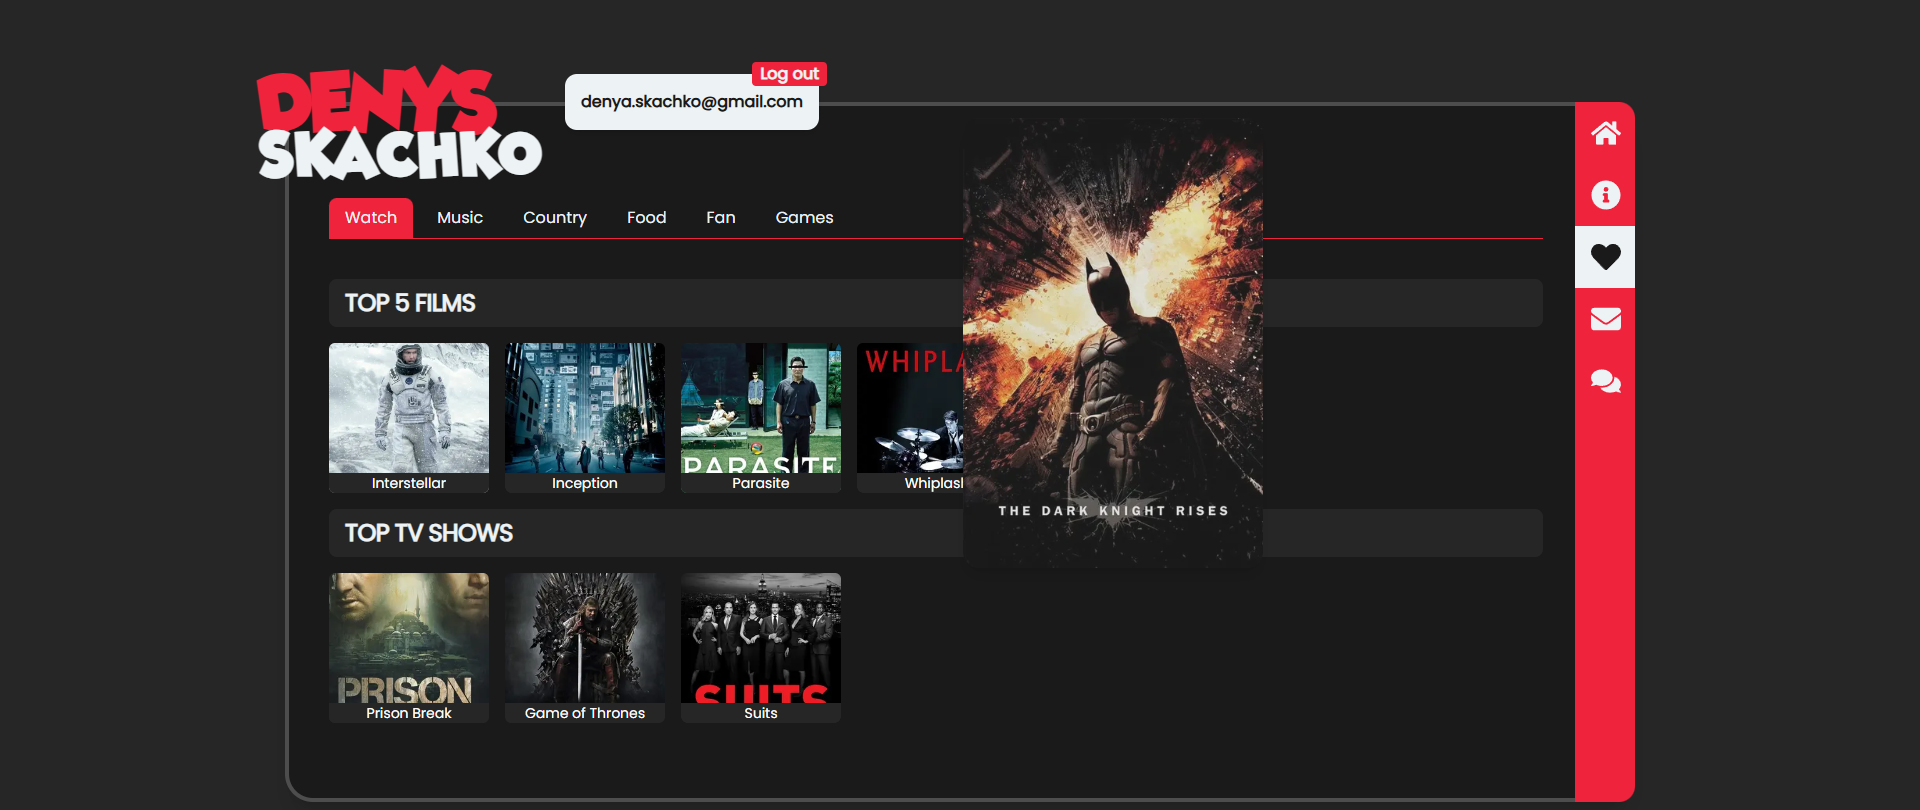 DENYS
SKACHKO
Log out
denya.skachko@gmail.com
Watch Music Country Food Fan Games
TOP 5 FILMS
WHIPLA
PARASITE
Interstellar Inception Parasite Whiplash
THE DARK KNIGHT RISES
TOP TV SHOWS
PRISON
SUITS
Prison Break Game of Thrones Suits